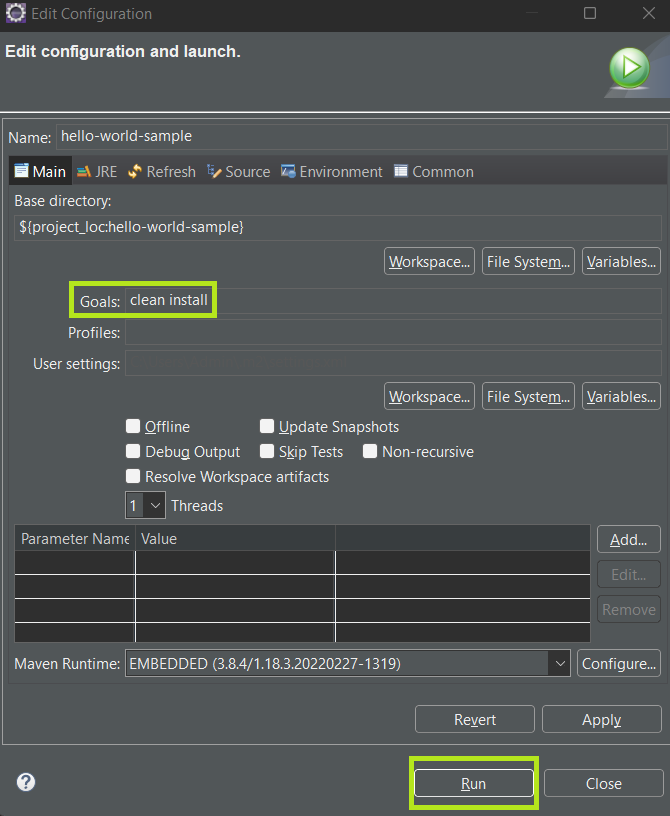 Edit Configuration
Edit configuration and launch.
Name: hello-world-sample
Main JRE Refresh Source Environment Common
Base directory:
${project_loc:hello-world-sample}
Workspace... File System... Variables...
Goals: clean install
Profiles:
User settings:
Workspace... File System... Variables...
Offline Update Snapshots
Debug Output Skip Tests Non-recursive
Resolve Workspace artifacts
1 Threads
Parameter Name Value
Add...
Edit...
Remove
Maven Runtime: EMBEDDED (3.8.4/1.18.3.20220227-1319) Configure...
Revert Apply
? Run Close